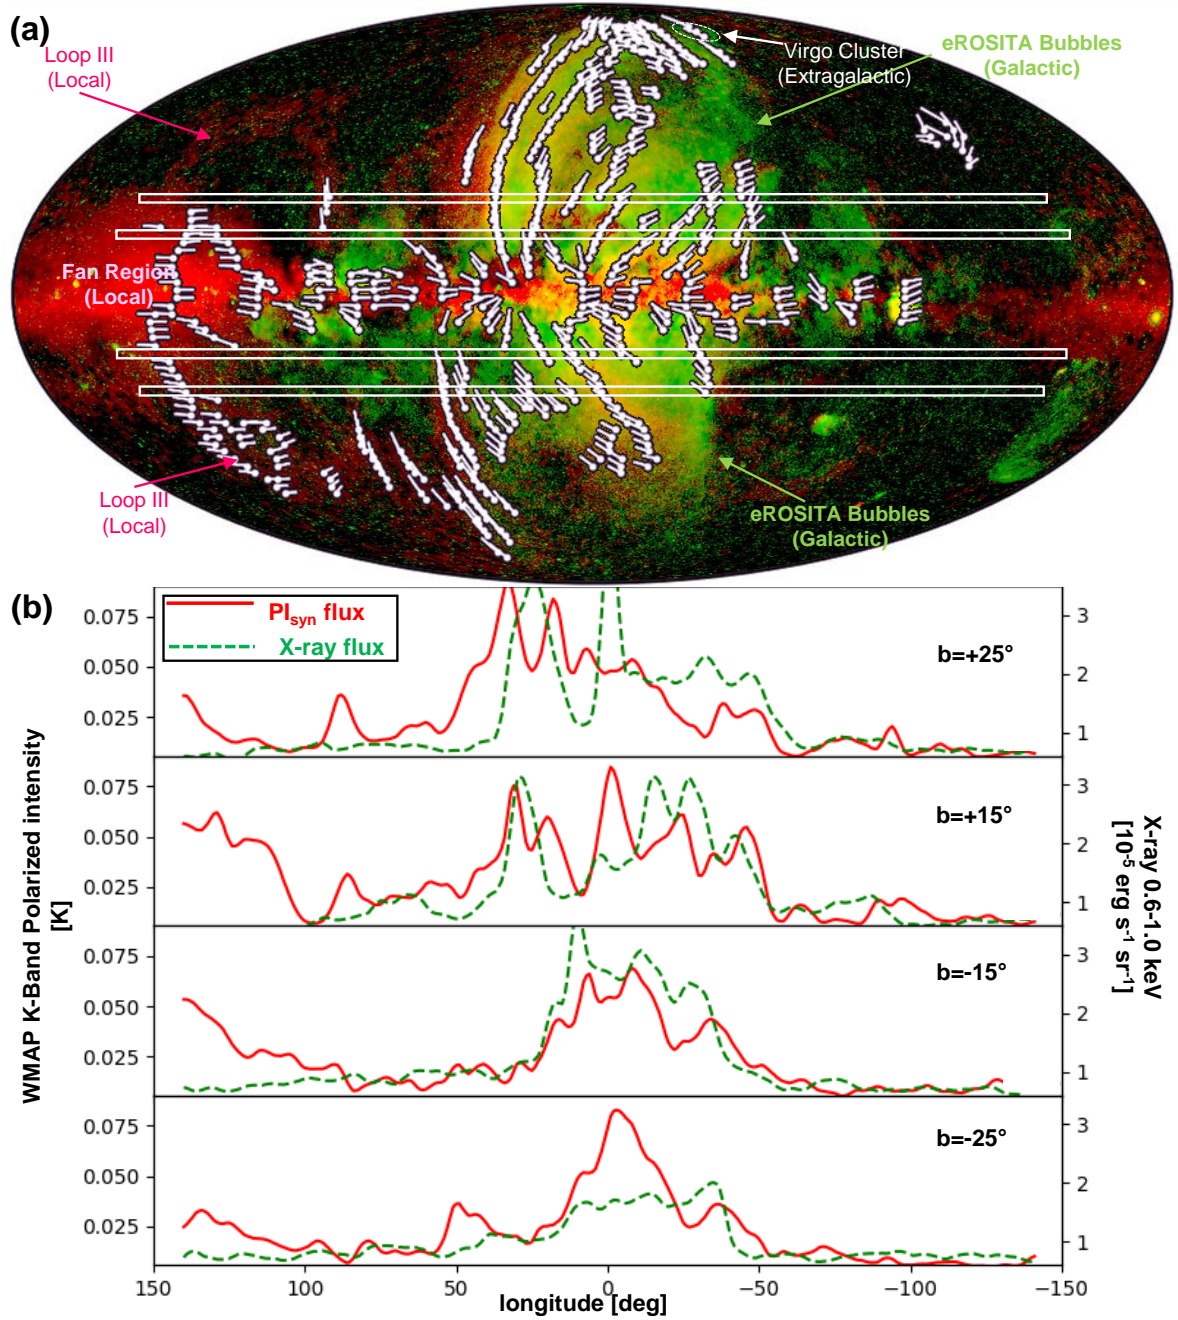 (a)
Loop III
(Local)
Virgo Cluster
(Extragalactic)
eROSITA Bubbles
(Galactic)
Fan Region
(Local)
Loop III
(Local)
eROSITA Bubbles
(Galactic)
(b)
PIsyn flux
X-ray flux
b=+25°
0.075
0.050
0.025
3
2
1
b=+15°
0.075
0.050
0.025
3
2
1
b=-15°
0.075
0.050
0.025
3
2
1
b=-25°
0.075
0.050
0.025
3
2
1
WMAP K-Band Polarized intensity
[K]
X-ray 0.6-1.0 keV
[10-5 erg s-1 sr-1]
150
100
50
0
−50
−100
−150
longitude [deg]